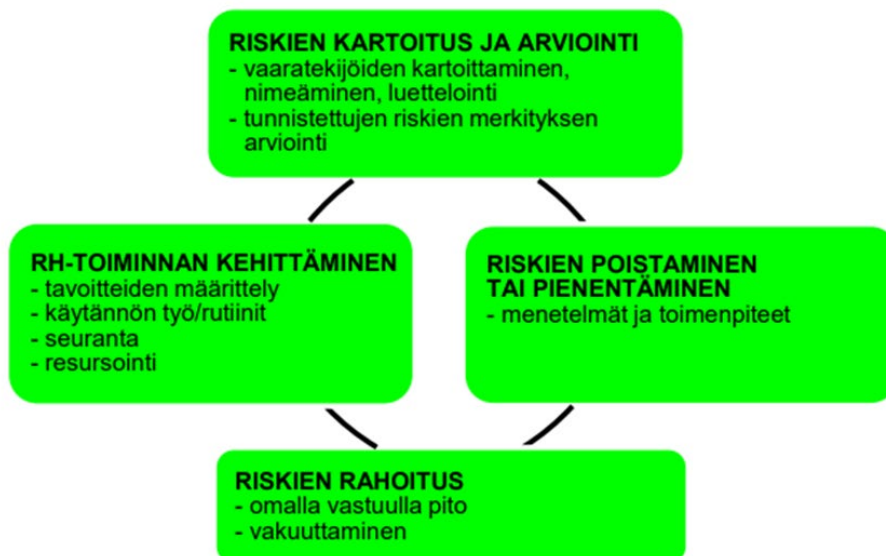 RISKIEN KARTOITUS JA ARVIOINTI
- vaaratekijöiden kartoittaminen,
nimeäminen, luettelointi
- tunnistettujen riskien merkityksen
arviointi
RH-TOIMINNAN KEHITTÄMINEN
- tavoitteiden määrittely
- käytännön työ/rutiinit
- seuranta
- resursointi
RISKIEN POISTAMINEN
TAI PIENENTÄMINEN
- menetelmät ja toimenpiteet
RISKIEN RAHOITUS
- omalla vastuulla pito
- vakuuttaminen